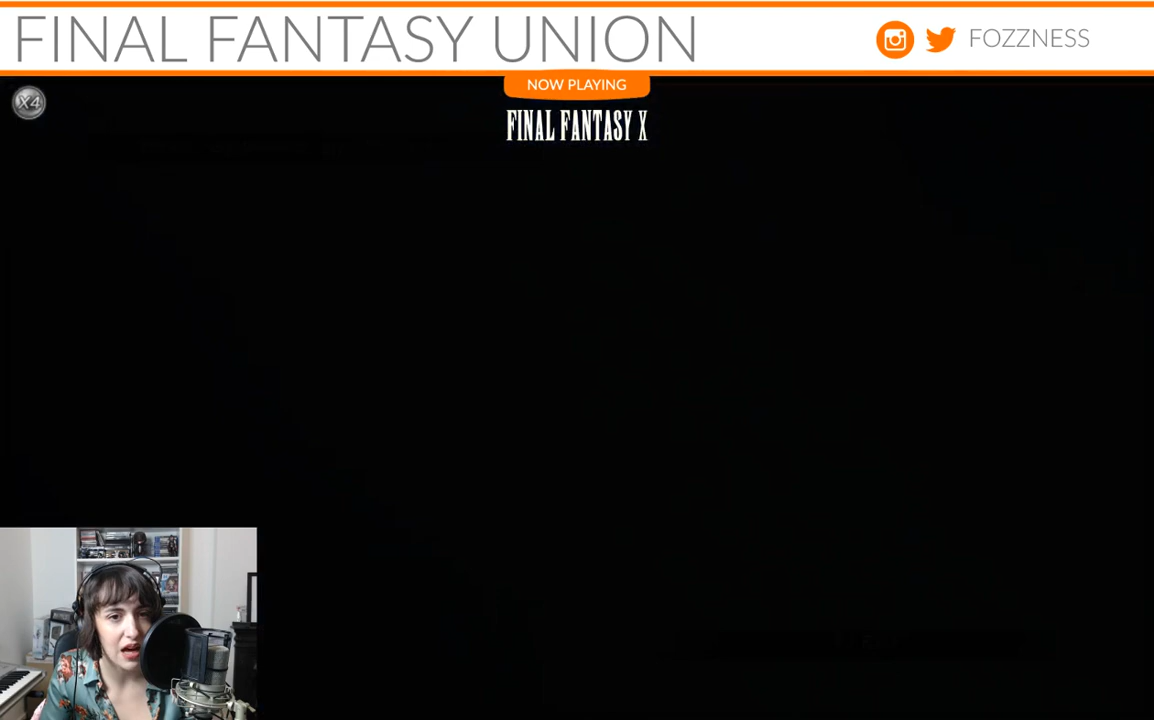 FINAL FANTASY UNION
FOZZNESS
NOW PLAYING
X4
FINAL FANTASY X